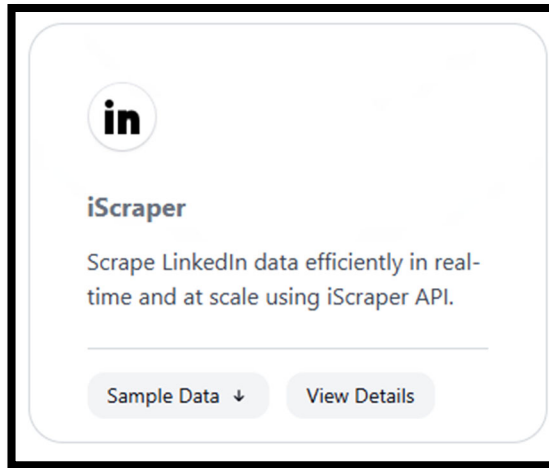 in
iScraper
Scrape LinkedIn data efficiently in real-
time and at scale using iScraper API.
Sample Data ↓
View Details